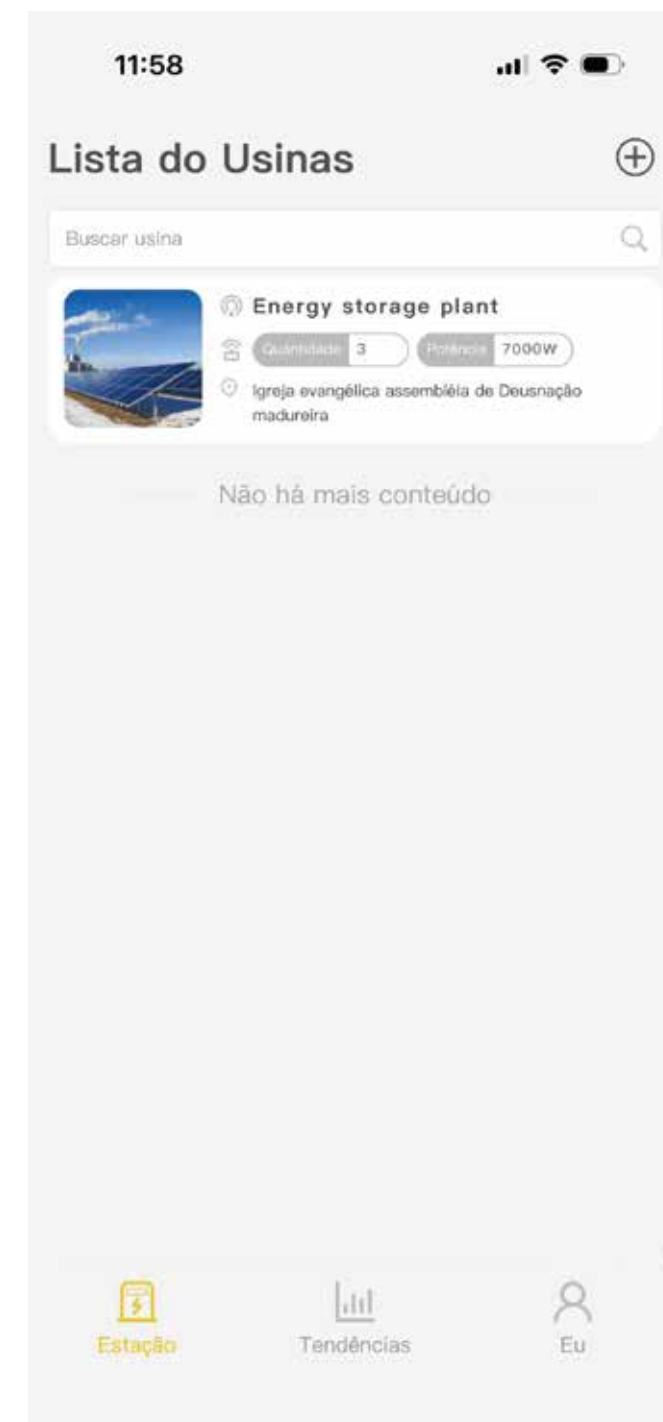 11:58
Lista do Usinas
Buscar usina
Energy storage plant
Quantidade 3 Potência 7000W
Igreja evangélica assembléia de Deusnação
madureira
Não há mais conteúdo
Estação Tendências Eu